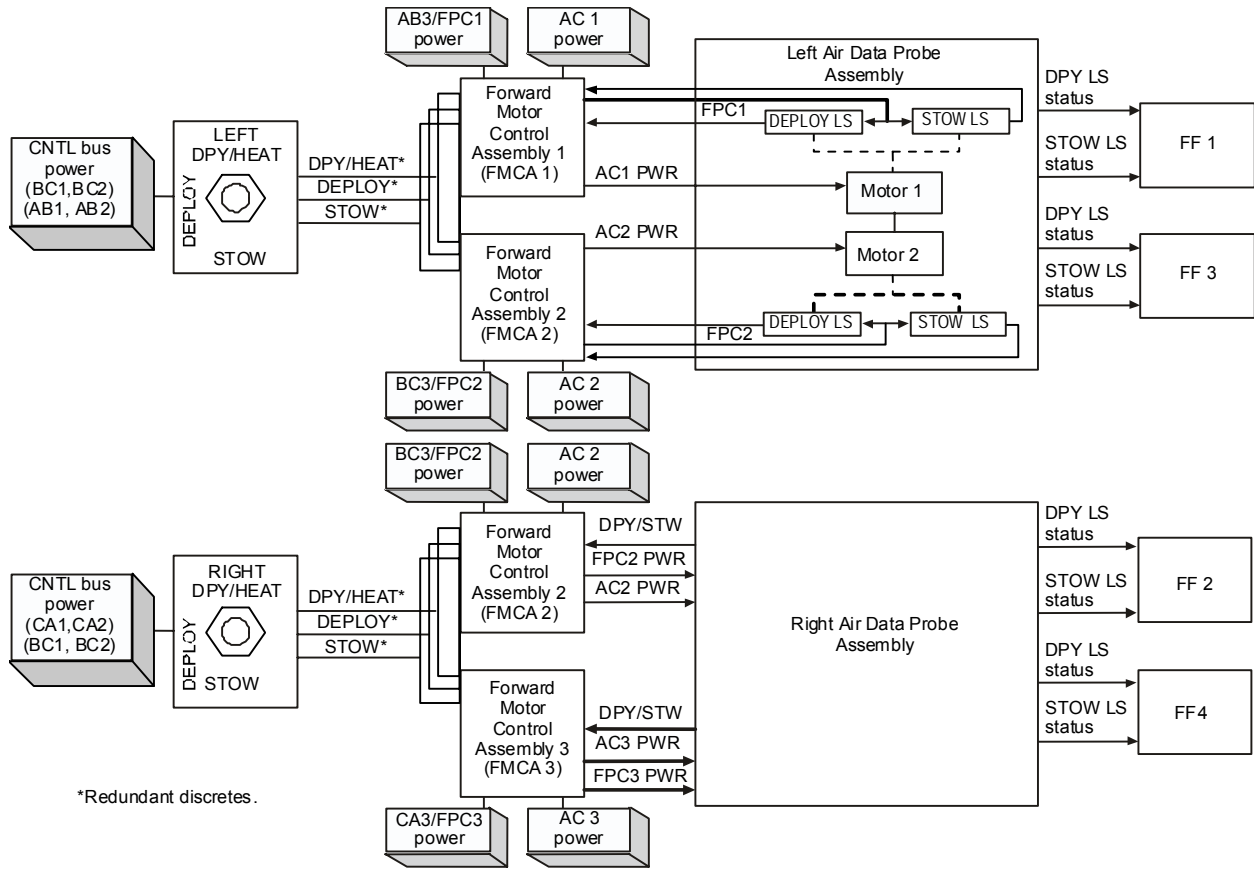 AB3/FPC1
power
AC 1
power
Left Air Data Probe
Assembly
DPY LS
status
STOW LS
status
FF 1
DPY LS
status
STOW LS
status
FF 3
CNTL bus
power
(BC1,BC2)
(AB1, AB2)
LEFT
DPY/HEAT
DEPLOY
STOW
DPY/HEAT*
DEPLOY*
STOW*
Forward
Motor
Control
Assembly 1
(FMCA 1)
FPC1
DEPLOY LS
STOW LS
AC1 PWR
Motor 1
Forward
Motor
Control
Assembly 2
(FMCA 2)
AC2 PWR
Motor 2
DEPLOY LS
STOW LS
FPC2
BC3/FPC2
power
AC 2
power
BC3/FPC2
power
AC 2
power
CNTL bus
power
(CA1,CA2)
(BC1, BC2)
RIGHT
DPY/HEAT
DEPLOY
STOW
DPY/HEAT*
DEPLOY*
STOW*
Forward
Motor
Control
Assembly 2
(FMCA 2)
DPY/STW
FPC2 PWR
AC2 PWR
Right Air Data Probe
Assembly
DPY LS
status
STOW LS
status
FF 2
DPY LS
status
STOW LS
status
FF4
Forward
Motor
Control
Assembly 3
(FMCA 3)
DPY/STW
AC3 PWR
FPC3 PWR
CA3/FPC3
power
AC 3
power
*Redundant discretes.